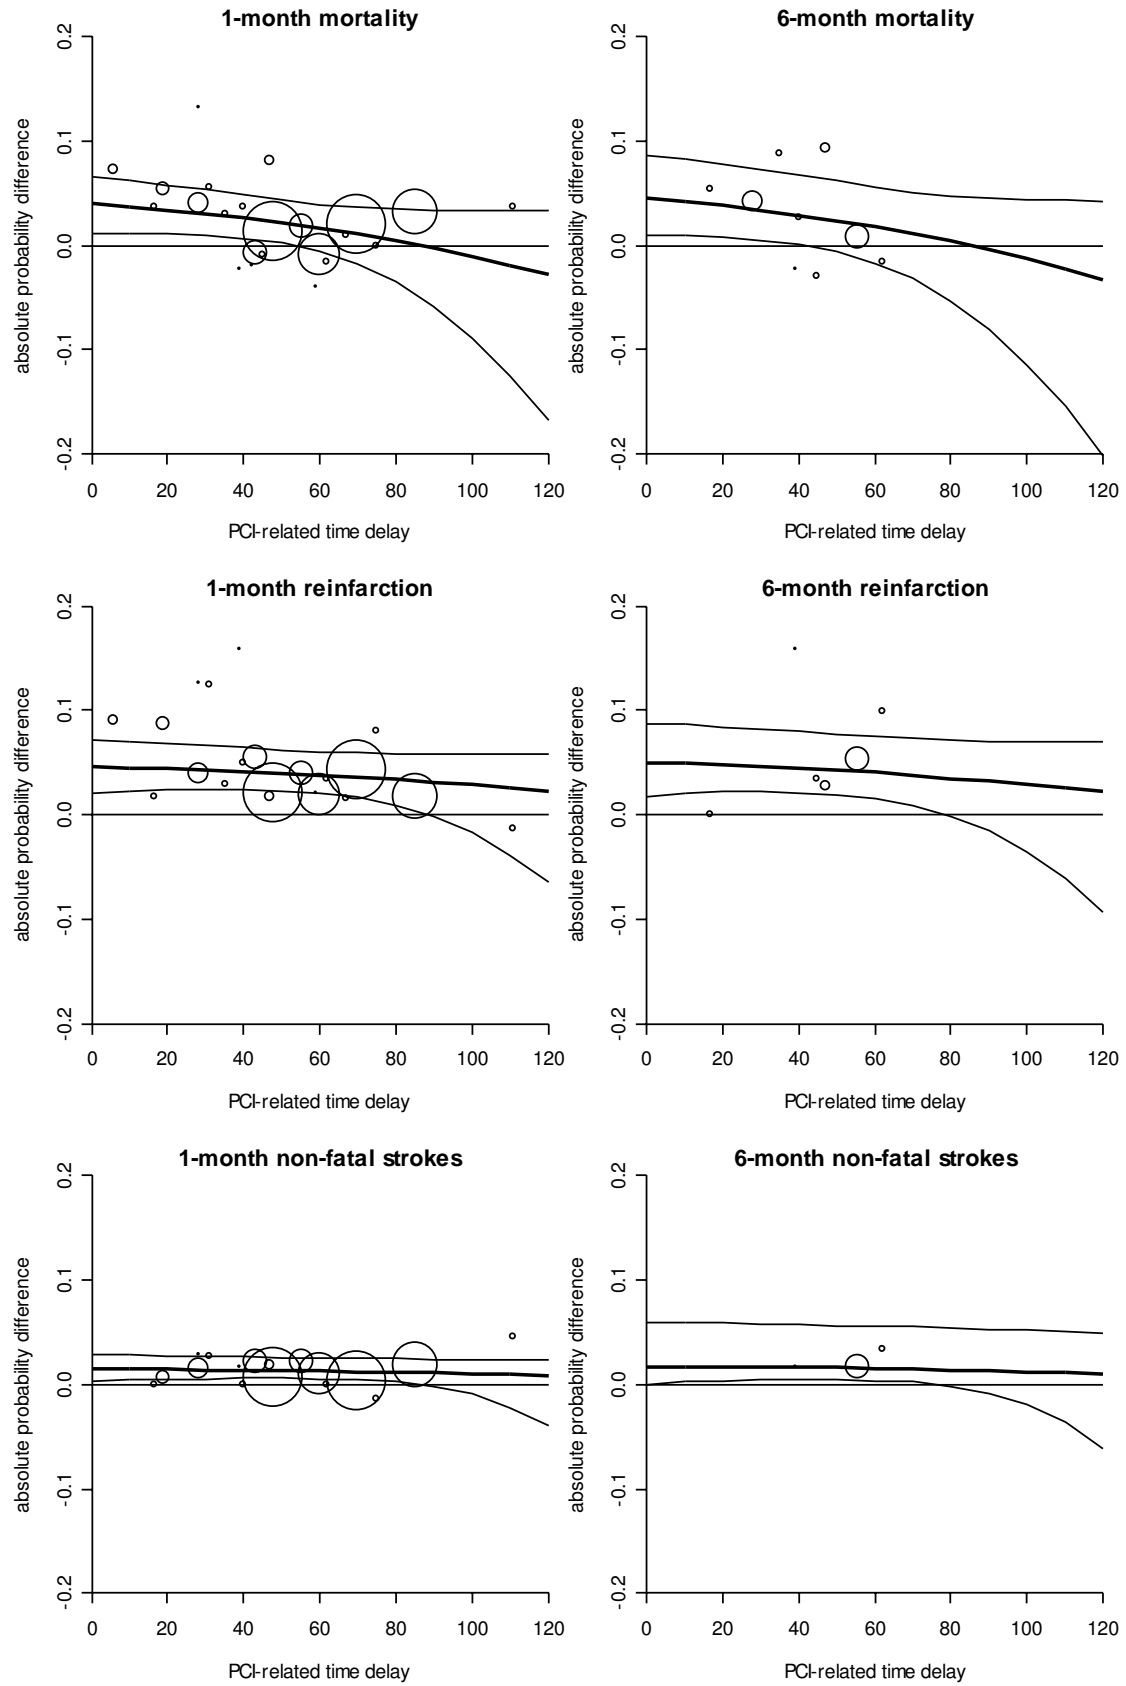 1-month mortality
absolute probability difference
0.2
0.1
0.0
-0.1
-0.2
0 20 40 60 80 100 120
PCI-related time delay
6-month mortality
absolute probability difference
0.2
0.1
0.0
-0.1
-0.2
0 20 40 60 80 100 120
PCI-related time delay
1-month reinfarction
absolute probability difference
0.2
0.1
0.0
-0.1
-0.2
0 20 40 60 80 100 120
PCI-related time delay
6-month reinfarction
absolute probability difference
0.2
0.1
0.0
-0.1
-0.2
0 20 40 60 80 100 120
PCI-related time delay
1-month non-fatal strokes
absolute probability difference
0.2
0.1
0.0
-0.1
-0.2
0 20 40 60 80 100 120
PCI-related time delay
6-month non-fatal strokes
absolute probability difference
0.2
0.1
0.0
-0.1
-0.2
0 20 40 60 80 100 120
PCI-related time delay